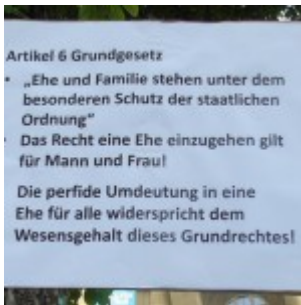 Artikel 6 Grundgesetz
• „Ehe und Familie stehen unter dem
besonderen Schutz der staatlichen
Ordnung“
• Das Recht eine Ehe einzugehen gilt
für Mann und Frau!
Die perfide Umdeutung in eine
Ehe für alle widerspricht dem
Wesensgehalt dieses Grundrechtes!